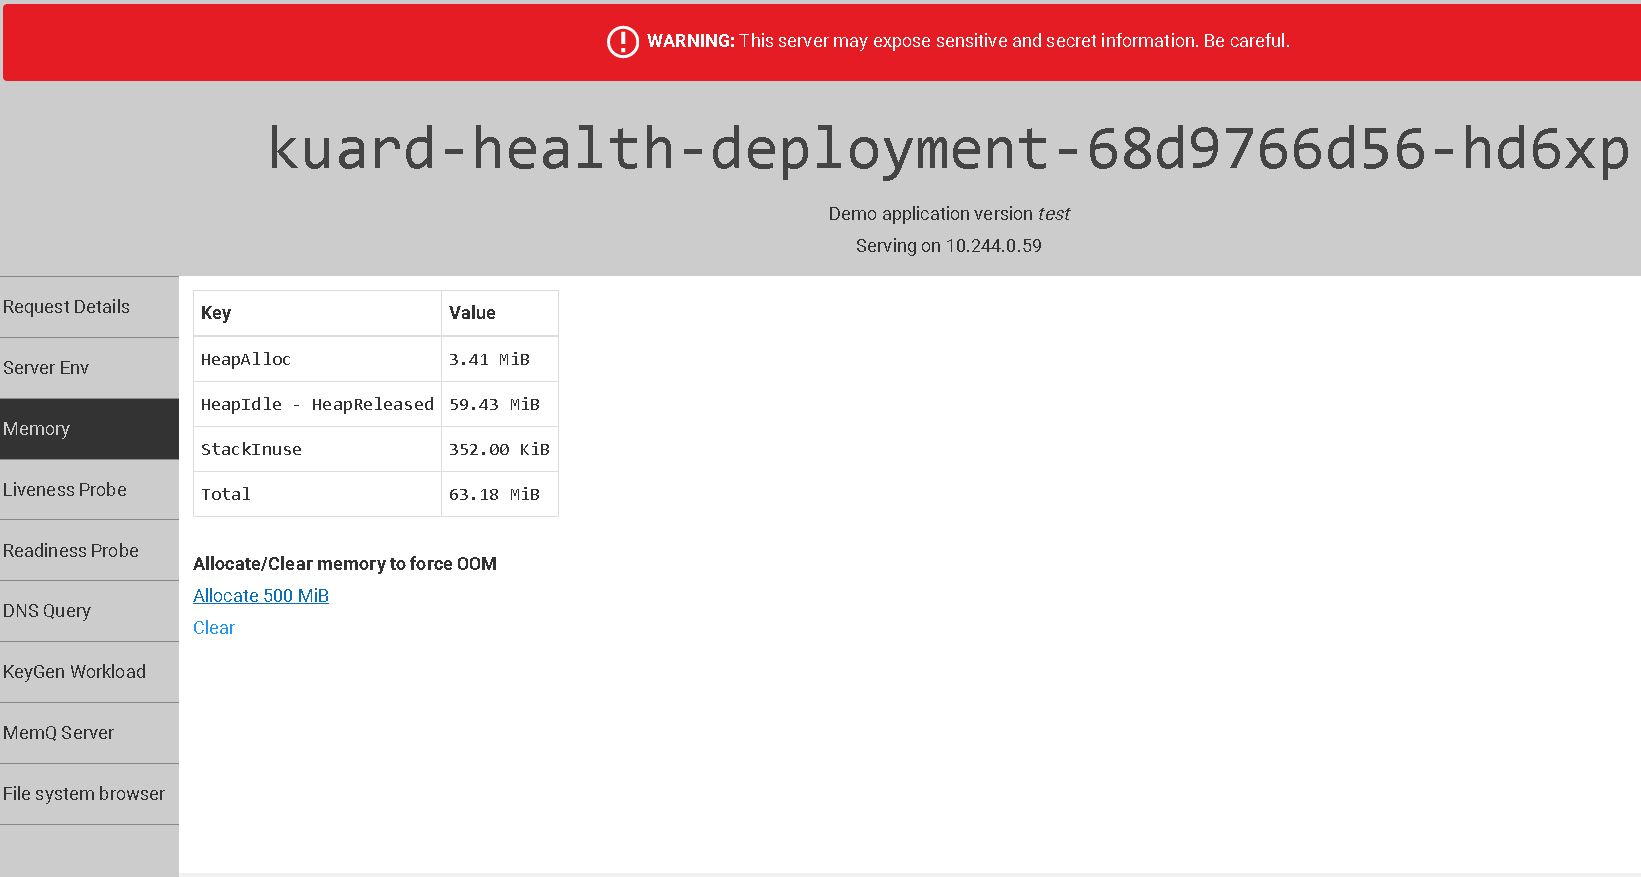 WARNING: This server may expose sensitive and secret information. Be careful.
kuard-health-deployment-68d9766d56-hd6xp
Demo application version test
Serving on 10.244.0.59
Request Details
Server Env
Memory
Liveness Probe
Readiness Probe
DNS Query
KeyGen Workload
MemQ Server
File system browser
Key Value
HeapAlloc 3.41 MiB
HeapIdle - HeapReleased 59.43 MiB
StackInuse 352.00 KiB
Total 63.18 MiB
Allocate/Clear memory to force OOM
Allocate 500 MiB
Clear